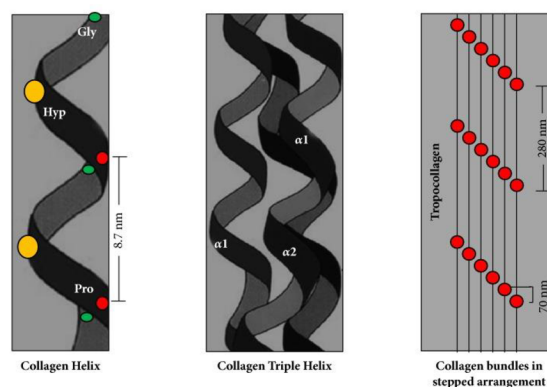 Gly
Hyp
Pro
8.7 nm
Collagen Helix
α1
α1
α2
Collagen Triple Helix
Tropocollagen
280 nm
70 nm
Collagen bundles in
stepped arrangement